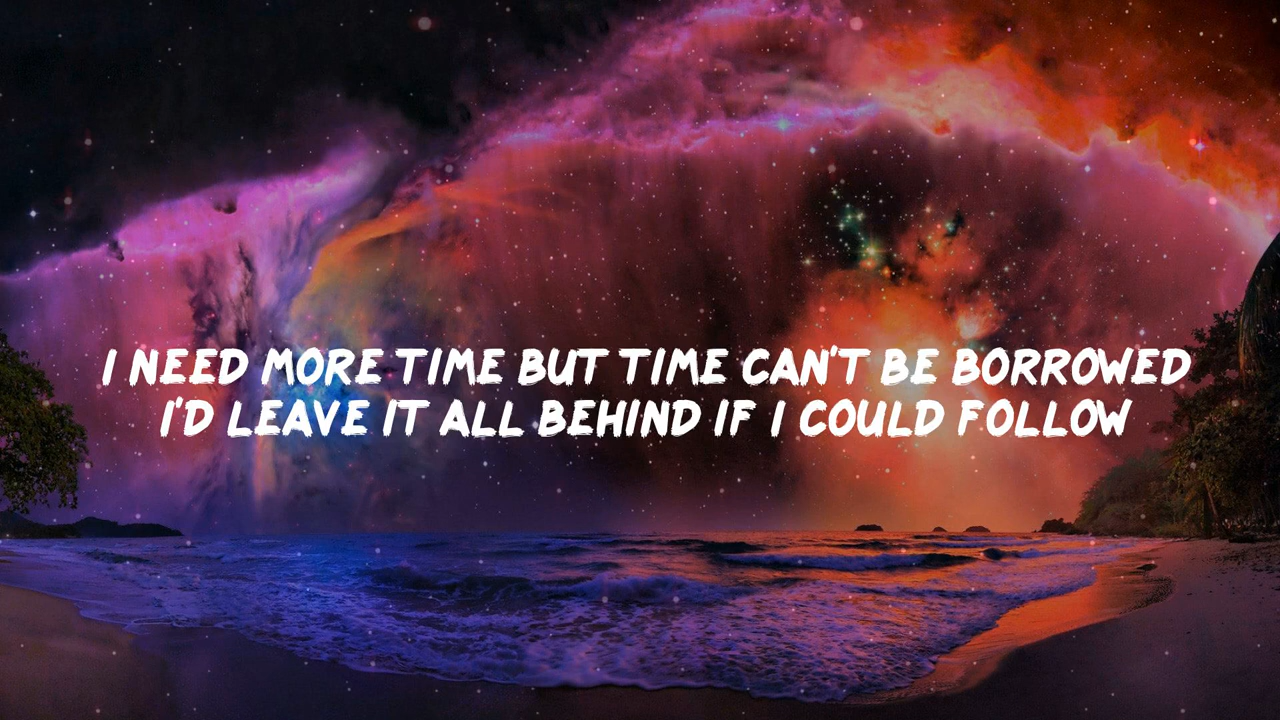 I NEED MORE TIME BUT TIME CAN'T BE BORROWED
I'D LEAVE IT ALL BEHIND IF I COULD FOLLOW